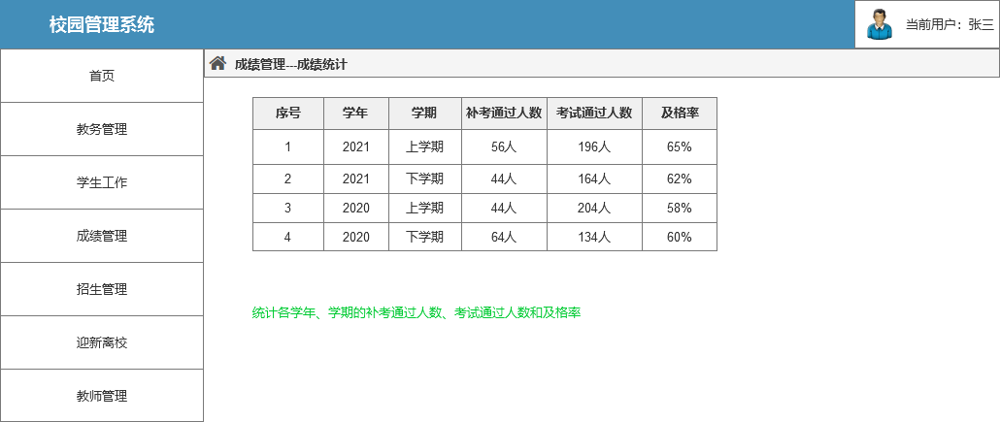 校园管理系统
当前用户：张三
首页
教务管理
学生工作
成绩管理
招生管理
迎新离校
教师管理
成绩管理---成绩统计
序号 学年 学期 补考通过人数 考试通过人数 及格率
1 2021 上学期 56人 196人 65%
2 2021 下学期 44人 164人 62%
3 2020 上学期 44人 204人 58%
4 2020 下学期 64人 134人 60%
统计各学年、学期的补考通过人数、考试通过人数和及格率